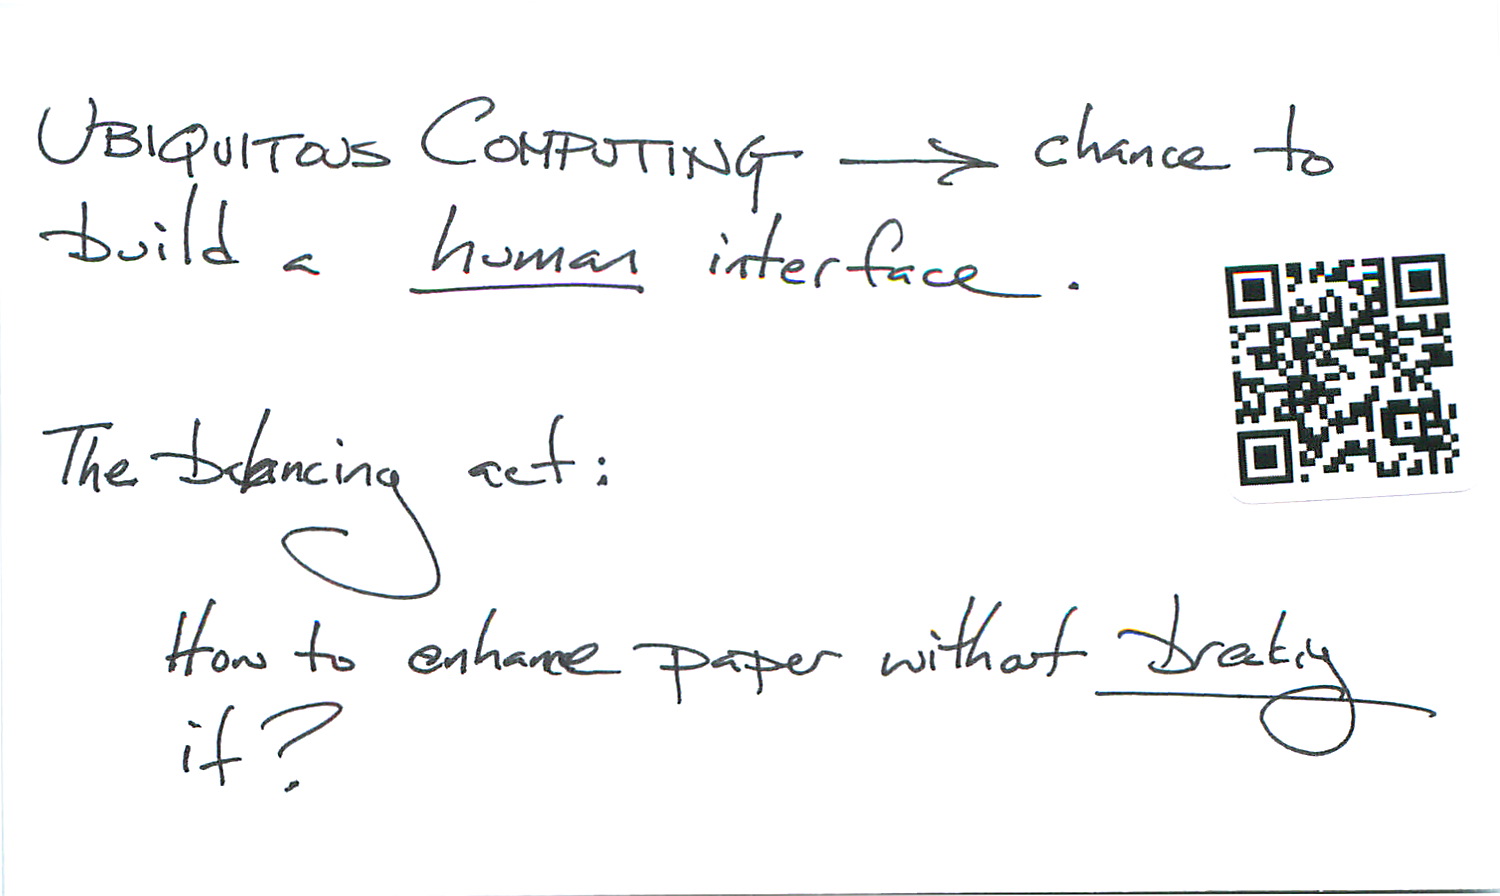 UBIQUITOUS COMPUTING → chance to
build a human interface.
The balancing act:
How to enhance paper without breaking
it?